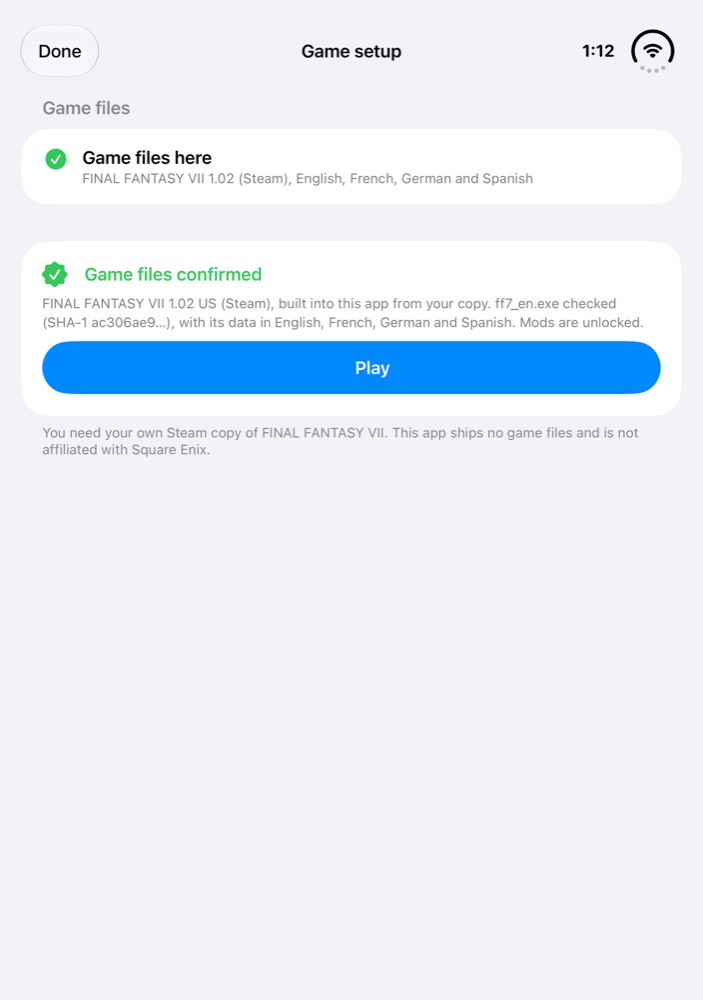 Done
Game setup
1:12
Game files
Game files here
FINAL FANTASY VII 1.02 (Steam), English, French, German and Spanish
Game files confirmed
FINAL FANTASY VII 1.02 US (Steam), built into this app from your copy. ff7_en.exe checked
(SHA-1 ac306ae9...), with its data in English, French, German and Spanish. Mods are unlocked.
Play
You need your own Steam copy of FINAL FANTASY VII. This app ships no game files and is not
affiliated with Square Enix.